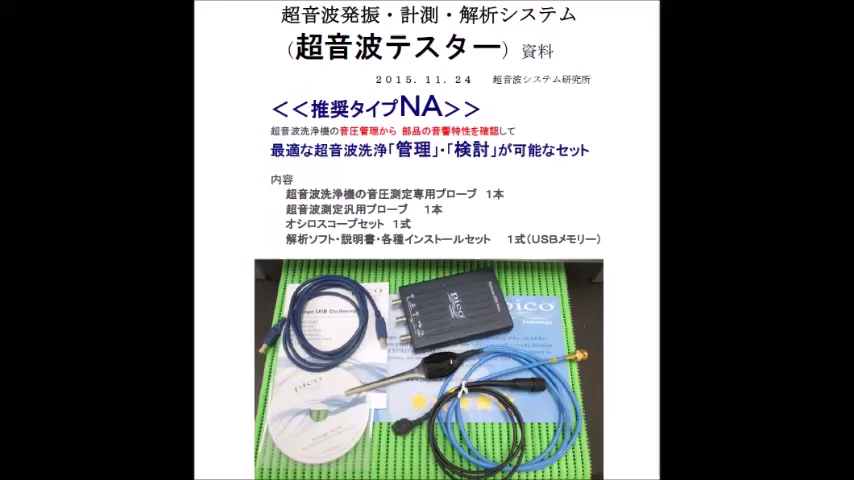 超音波発振・計測・解析システム
（超音波テスター）資料
２０１５．１１．２４　　超音波システム研究所
＜＜推奨タイプNA＞＞
超音波洗浄機の音圧管理から 部品の音響特性を確認して
最適な超音波洗浄｢管理｣・｢検討｣が可能なセット
内容
超音波洗浄機の音圧測定専用プローブ　１本
超音波測定汎用プローブ　　１本
オシロスコープセット　１式
解析ソフト・説明書・各種インストールセット　　１式（ＵＳＢメモリー）
pico
pico
USB Oscillo
pico
Technology
pico